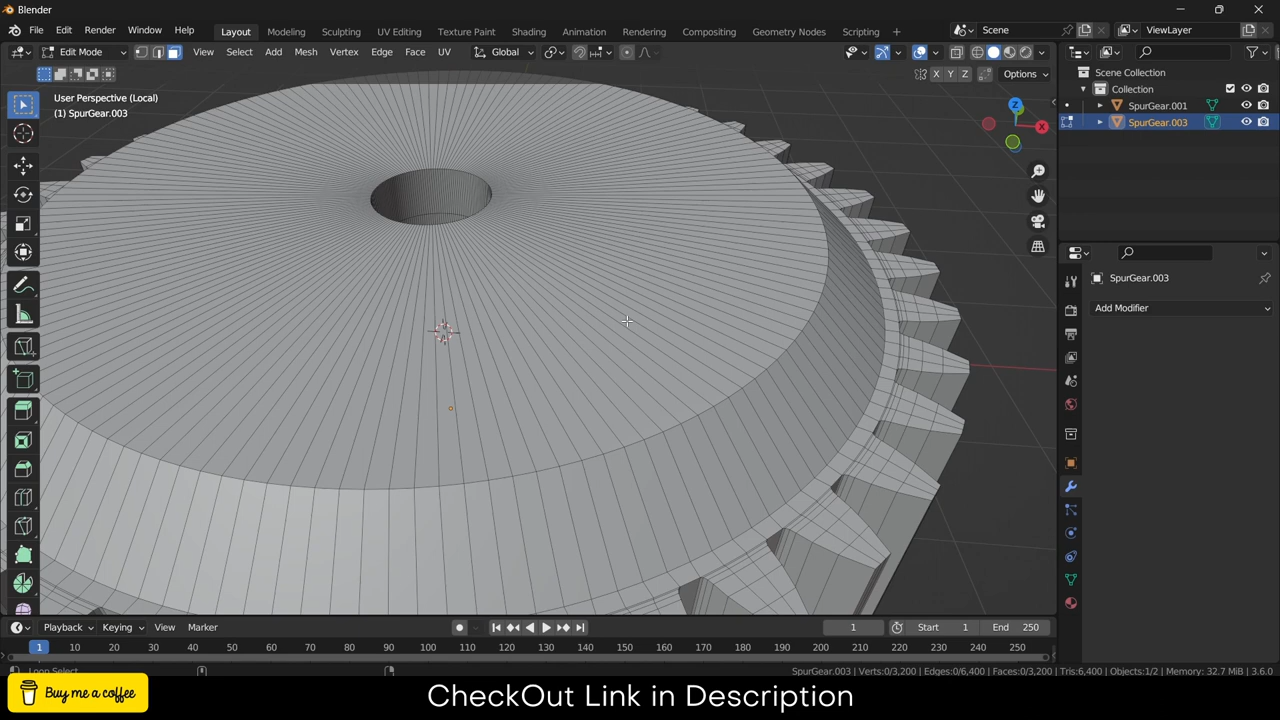 Blender
File Edit Render Window Help
Layout Modeling Sculpting UV Editing Texture Paint Shading Animation Rendering Compositing Geometry Nodes Scripting +
Scene
ViewLayer
Edit Mode View Select Add Mesh Vertex Edge Face UV
Global
X Y Z Options
User Perspective (Local)
(1) SpurGear.003
Z
X
Scene Collection
Collection
SpurGear.001
SpurGear.003
SpurGear.003
Add Modifier
Playback Keying View Marker
1 Start 1 End 250
1 10 20 30 40 50 60 70 80 90 100 110 120 130 140 150 160 170 180 190 200 210 220 230 240 250
Loop Select
SpurGear.003 | Verts:0/3,200 | Edges:0/6,400 | Faces:0/3,200 | Tris:6,400 | Objects:1/2 | Memory: 32.7 MiB | 3.6.0
Buy me a coffee
CheckOut Link in Description